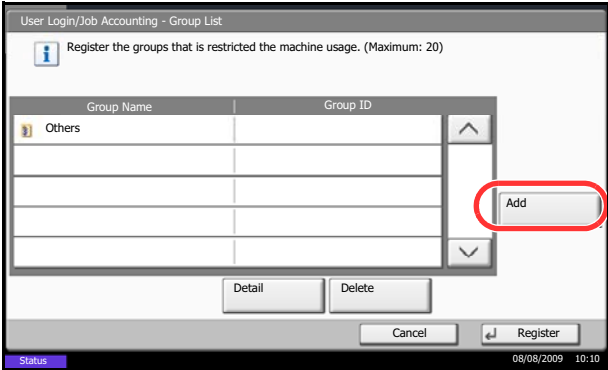 User Login/Job Accounting - Group List
Register the groups that is restricted the machine usage. (Maximum: 20)
Group Name Group ID
Others
Add
Detail Delete
Cancel Register
Status 08/08/2009 10:10